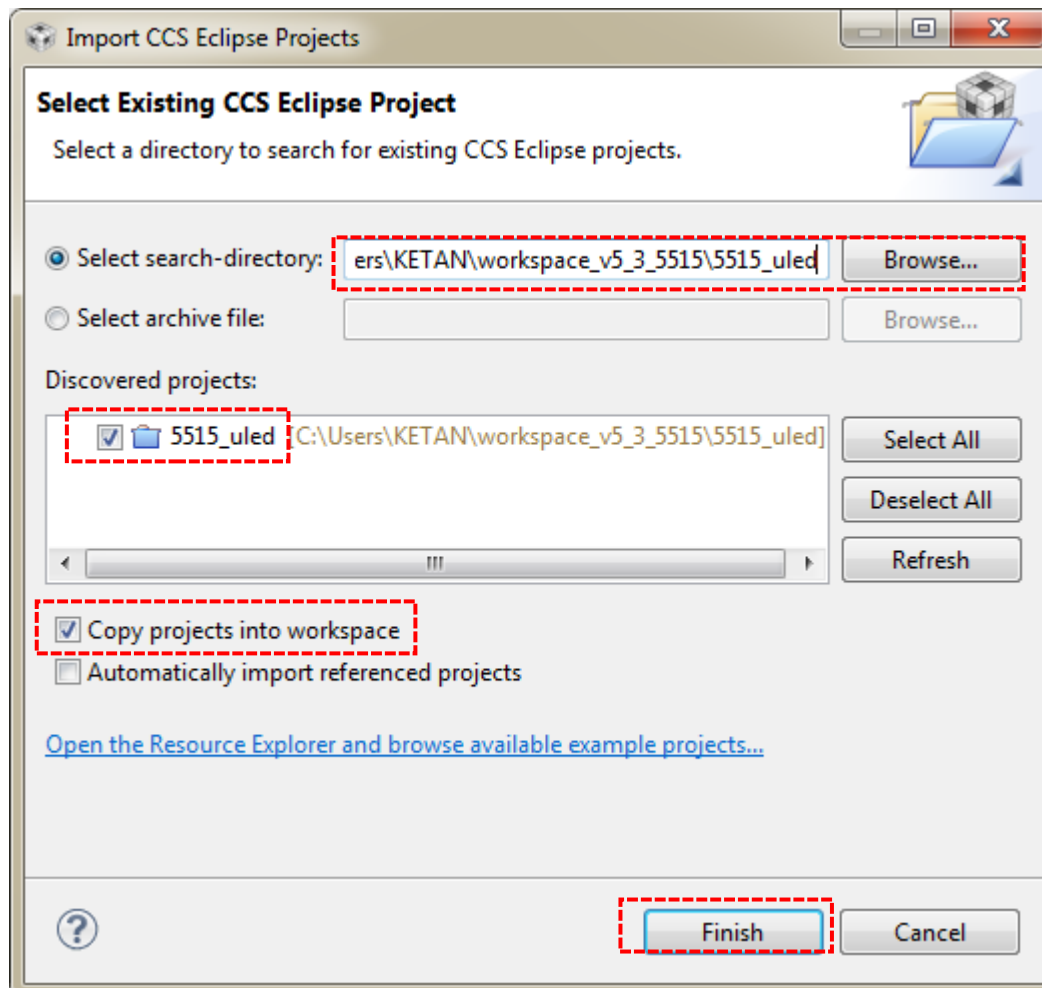 Import CCS Eclipse Projects
Select Existing CCS Eclipse Project
Select a directory to search for existing CCS Eclipse projects.
Select search-directory: ers\KETAN\workspace_v5_3_5515\5515_uled Browse...
Select archive file: Browse...
Discovered projects:
5515_uled [C:\Users\KETAN\workspace_v5_3_5515\5515_uled] Select All
Deselect All
Refresh
Copy projects into workspace
Automatically import referenced projects
Open the Resource Explorer and browse available example projects...
? Finish Cancel